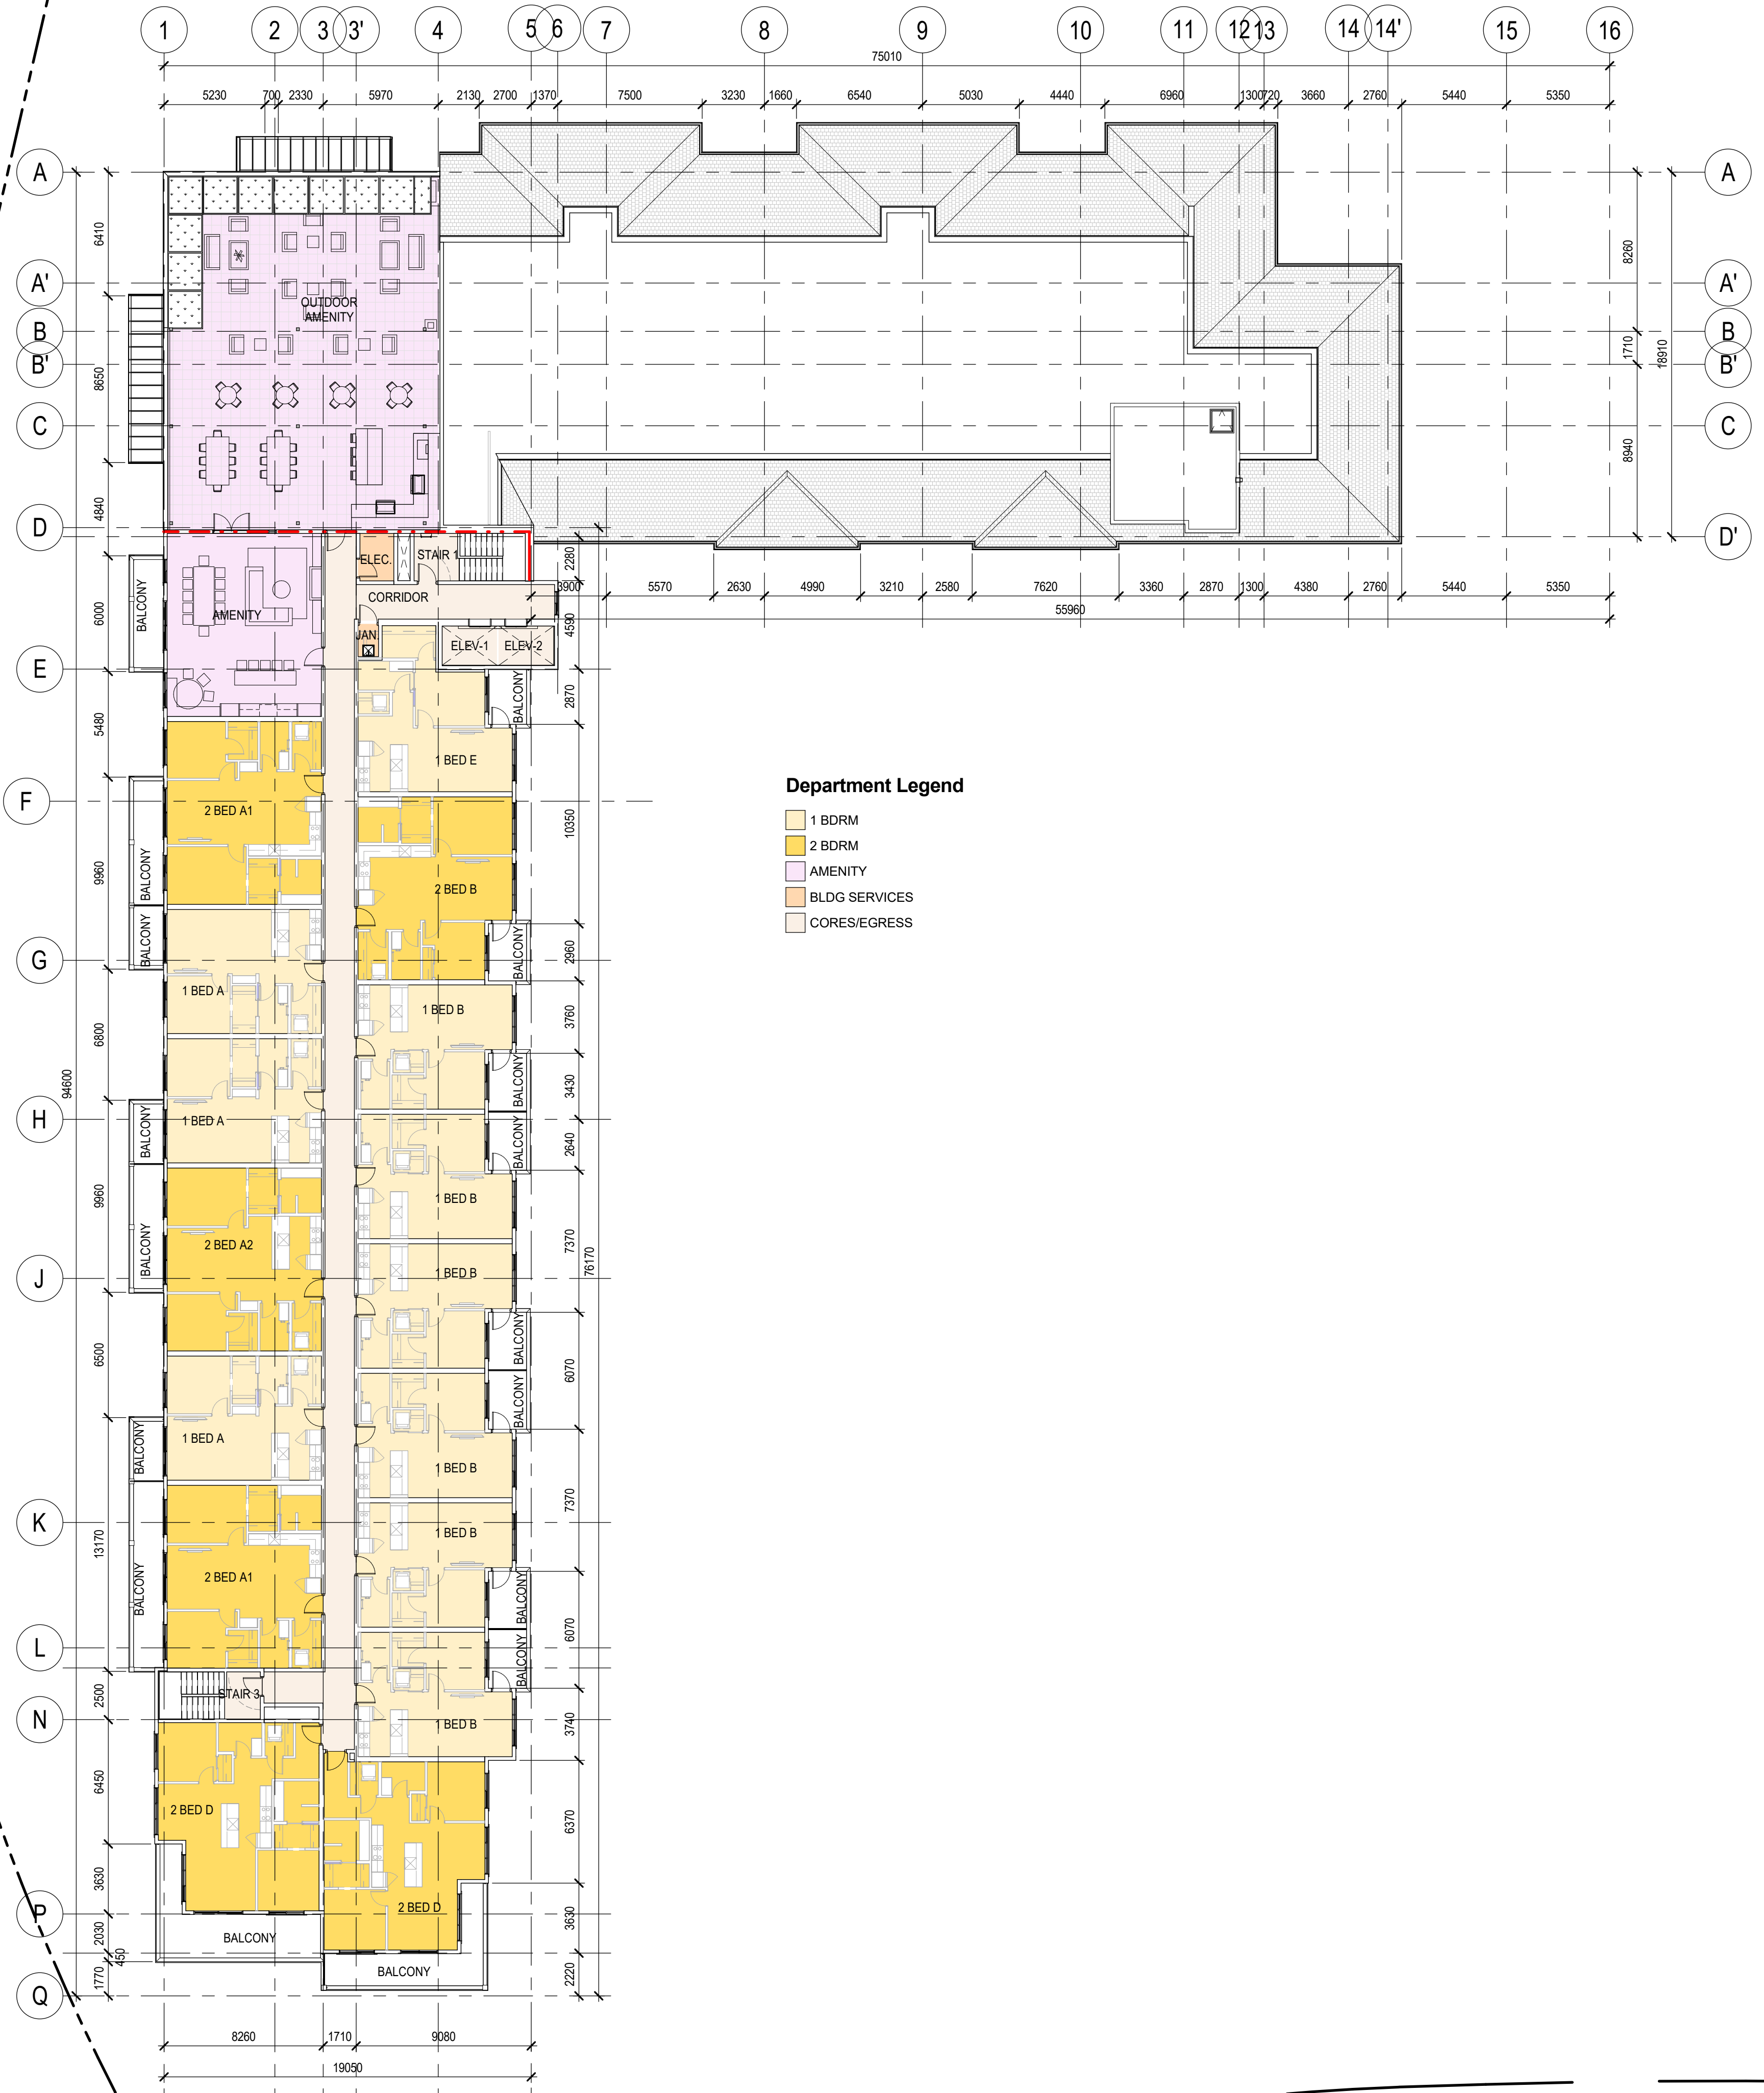 1 2 3 3' 4 5 6 7 8 9 10 11 12 13 14 14' 15 16
75010
5230 700 2330 5970 2130 2700 1370 7500 3230 1660 6540 5030 4440 6960 1300 720 3660 2760 5440 5350
A
A'
B
B'
C
D
E
F
G
H
J
K
L
N
P
Q
94600
6410
8650
4840
6000
5480
9960
6800
9960
6500
13170
2500
6450
3630
2030
450
1770
A
A'
B
B'
C
D'
8260
1710
8940
18910
OUTDOOR
AMENITY
ELEC.
STAIR 1
CORRIDOR
JAN.
ELEV-1
ELEV-2
AMENITY
BALCONY
3900 5570 2630 4990 3210 2580 7620 3360 2870 1300 4380 2760 5440 5350
55960
2280
4590
2870
10350
2960
3760
3430
2640
7370
6070
7370
6070
3740
6370
3630
2220
76170
BALCONY
1 BED E
2 BED A1
BALCONY
2 BED B
BALCONY
BALCONY
1 BED A
1 BED B
BALCONY
1 BED A
BALCONY
BALCONY
1 BED B
2 BED A2
BALCONY
1 BED B
BALCONY
BALCONY
1 BED A
BALCONY
1 BED B
1 BED B
2 BED A1
BALCONY
BALCONY
BALCONY
STAIR 3
1 BED B
2 BED D
2 BED D
BALCONY
BALCONY
Department Legend
1 BDRM
2 BDRM
AMENITY
BLDG SERVICES
CORES/EGRESS
8260 1710 9080
19050